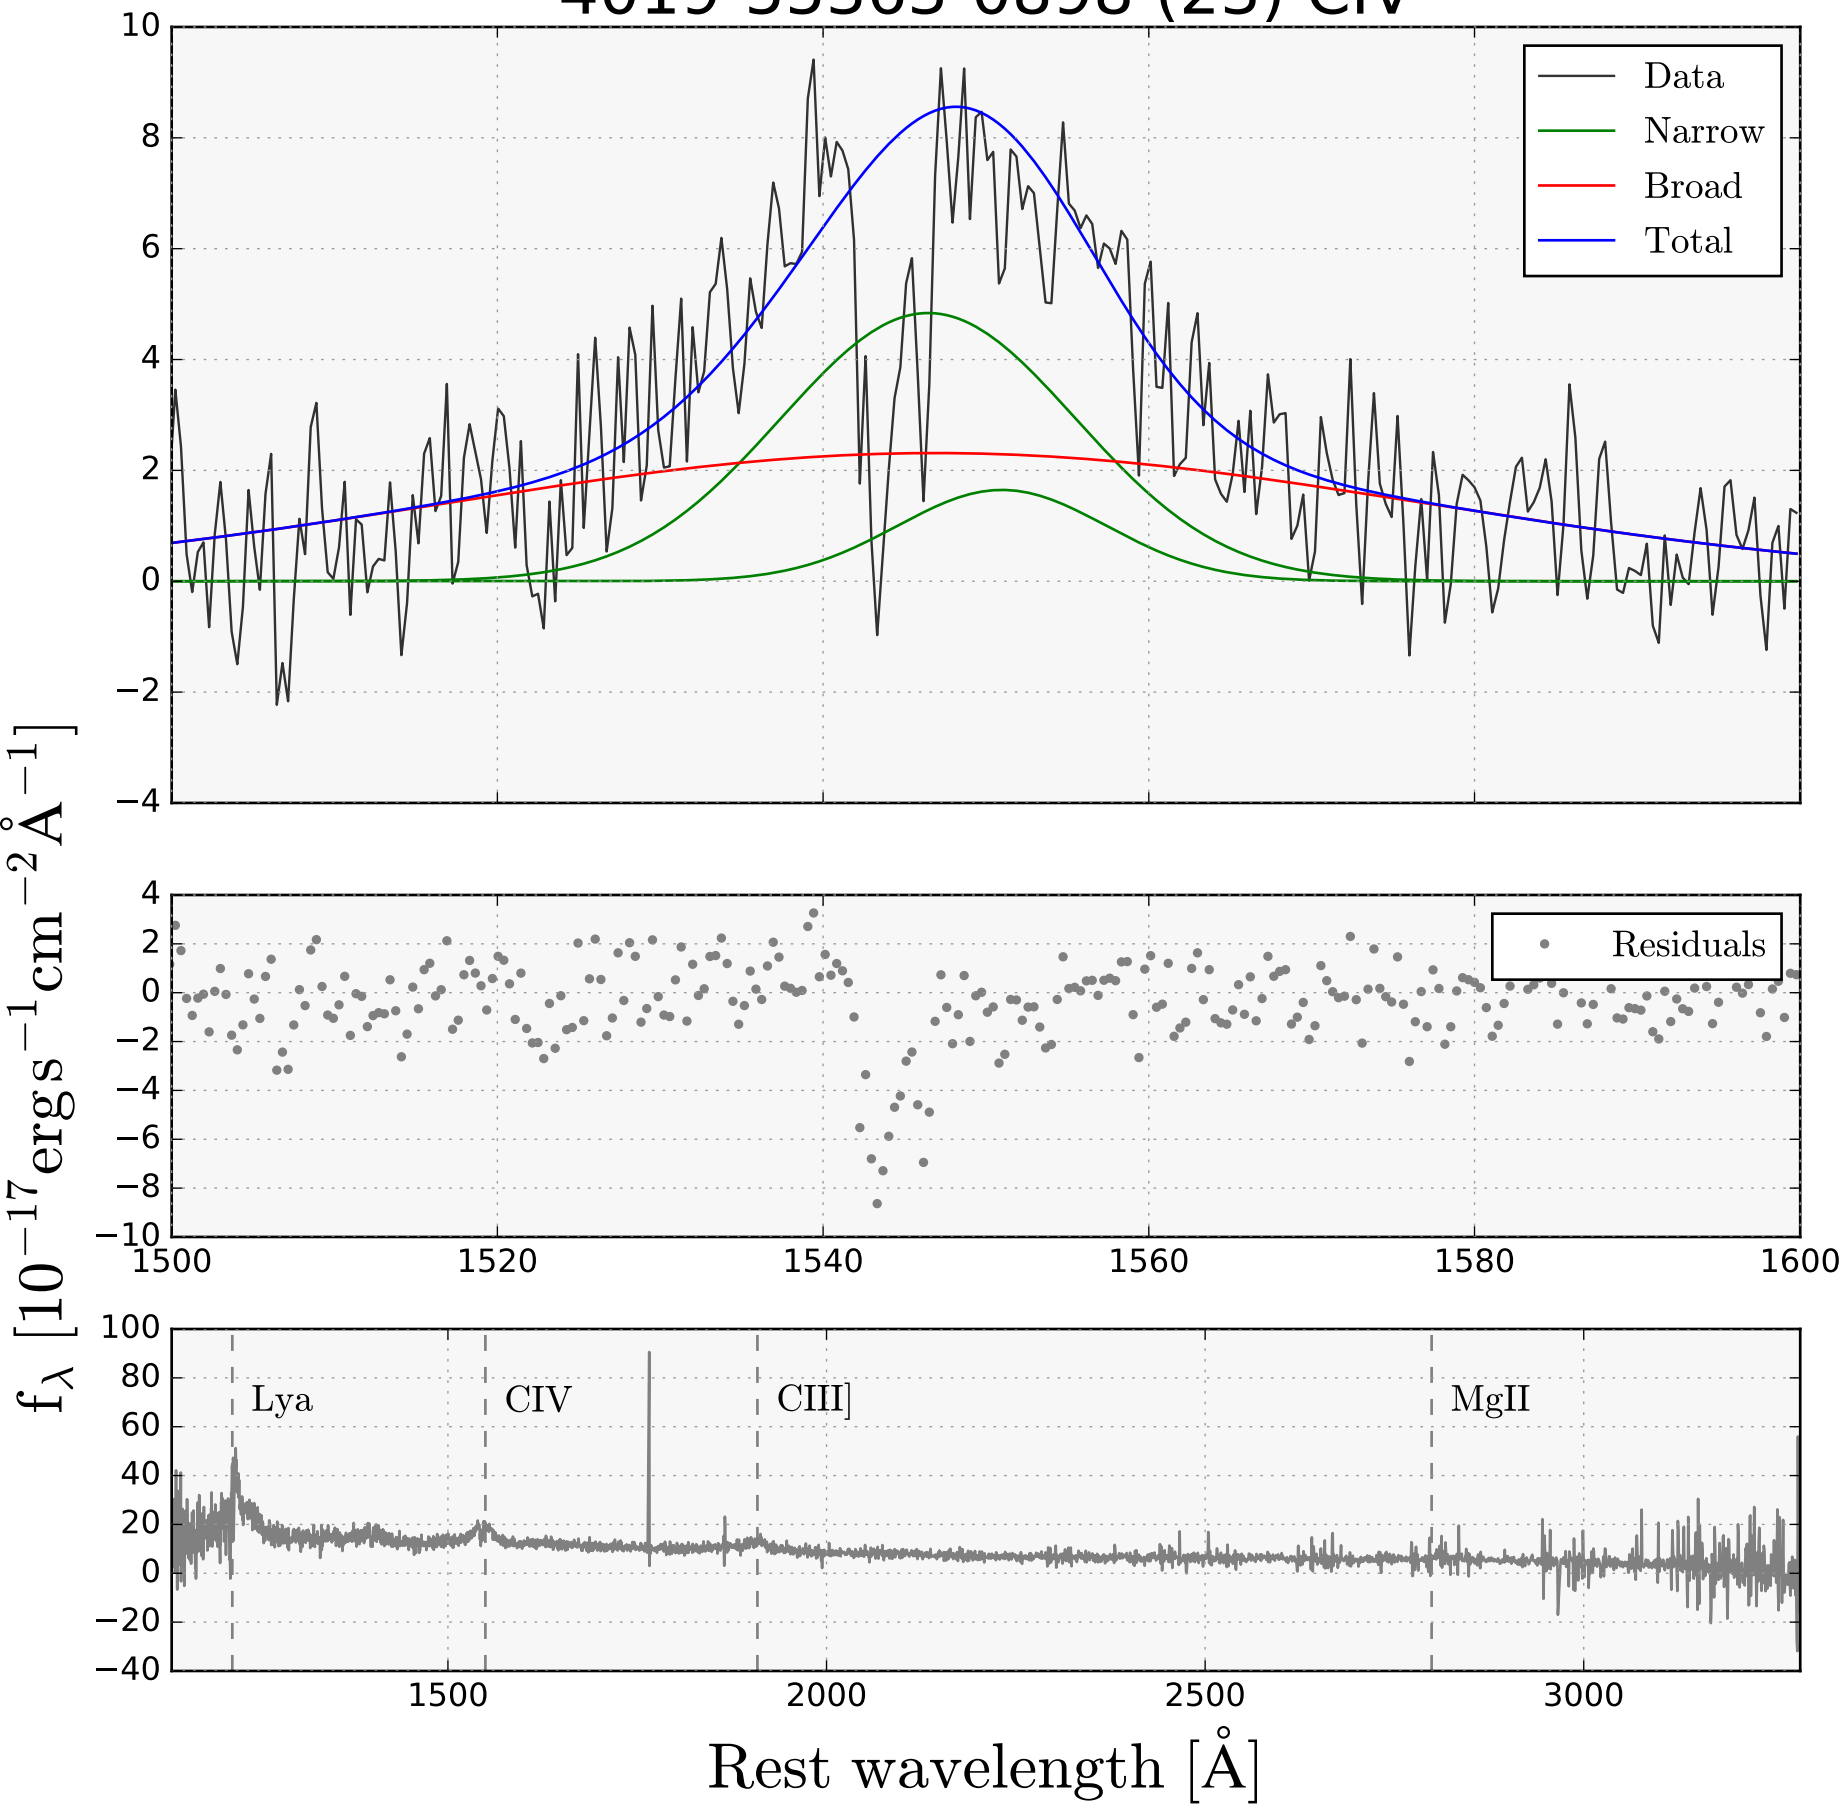 10
8
6
4
2
0
−2
−4
Data
Narrow
Broad
Total
4
2
0
−2
−4
−6
−8
−10
Residuals
1500 1520 1540 1560 1580 1600
100
80
60
40
20
0
−20
−40
Lya CIV CIII] MgII
1500 2000 2500 3000
Rest wavelength [Å]
f_λ [10^{−17} ergs^{−1} cm^{−2} Å^{−1}]